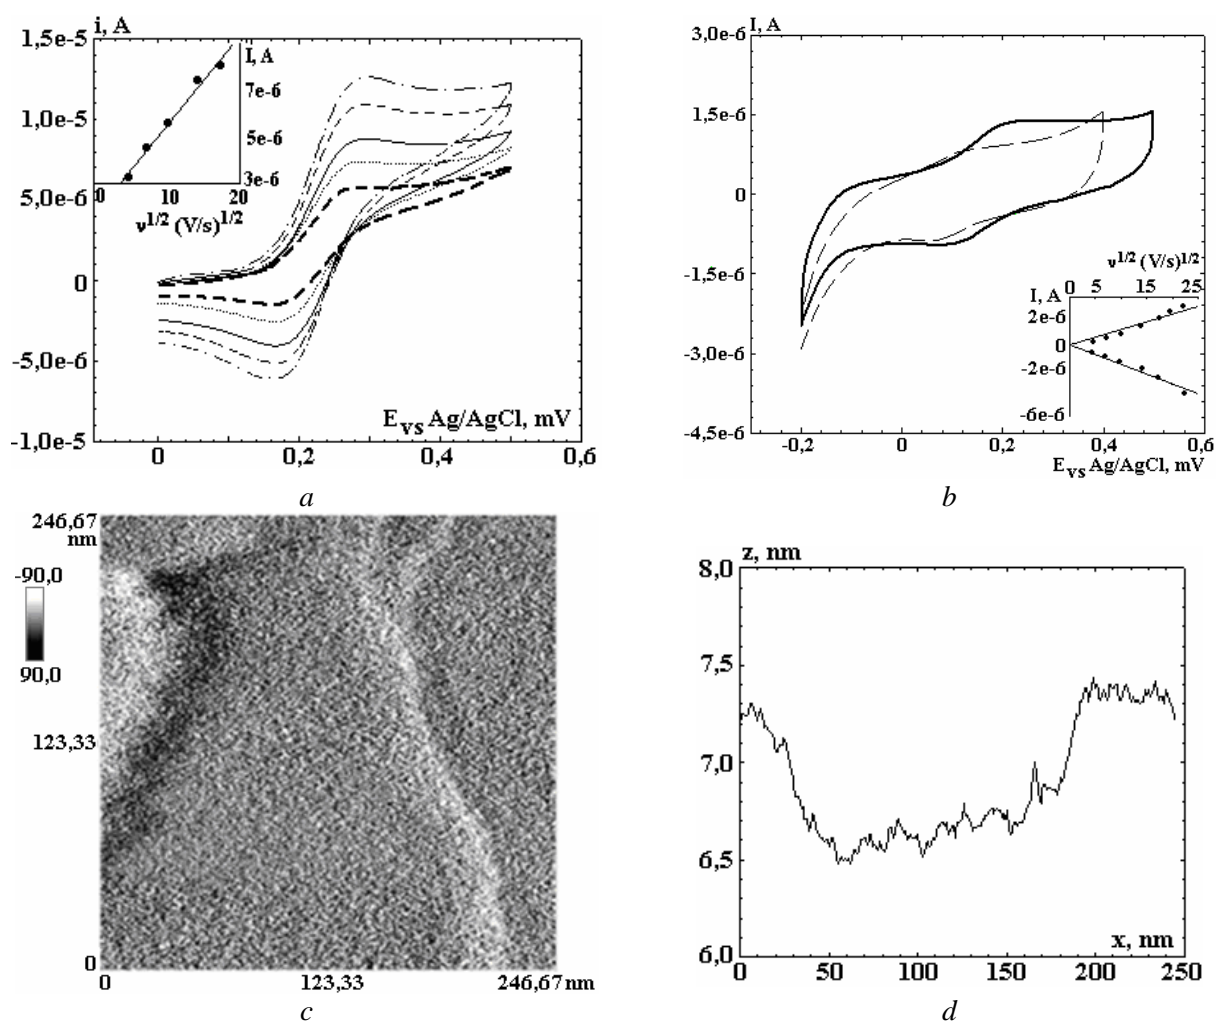 i, A
1,5e-5
1,0e-5
5,0e-6
0
-5,0e-6
-1,0e-5
I, A
7e-6
5e-6
3e-6
0 10 20
v1/2 (V/s)1/2
EVS Ag/AgCl, mV
0 0,2 0,4 0,6
a
I, A
3,0e-6
1,5e-6
0
-1,5e-6
-3,0e-6
-4,5e-6
v1/2 (V/s)1/2
0 5 15 25
I, A
2e-6
0
-2e-6
-6e-6
-0,2 0 0,2 0,4 0,6
EVS Ag/AgCl, mV
b
246,67
nm
-90,0
90,0
123,33
0
0 123,33 246,67 nm
c
z, nm
8,0
7,5
7,0
6,5
6,0
x, nm
0 50 100 150 200 250
d